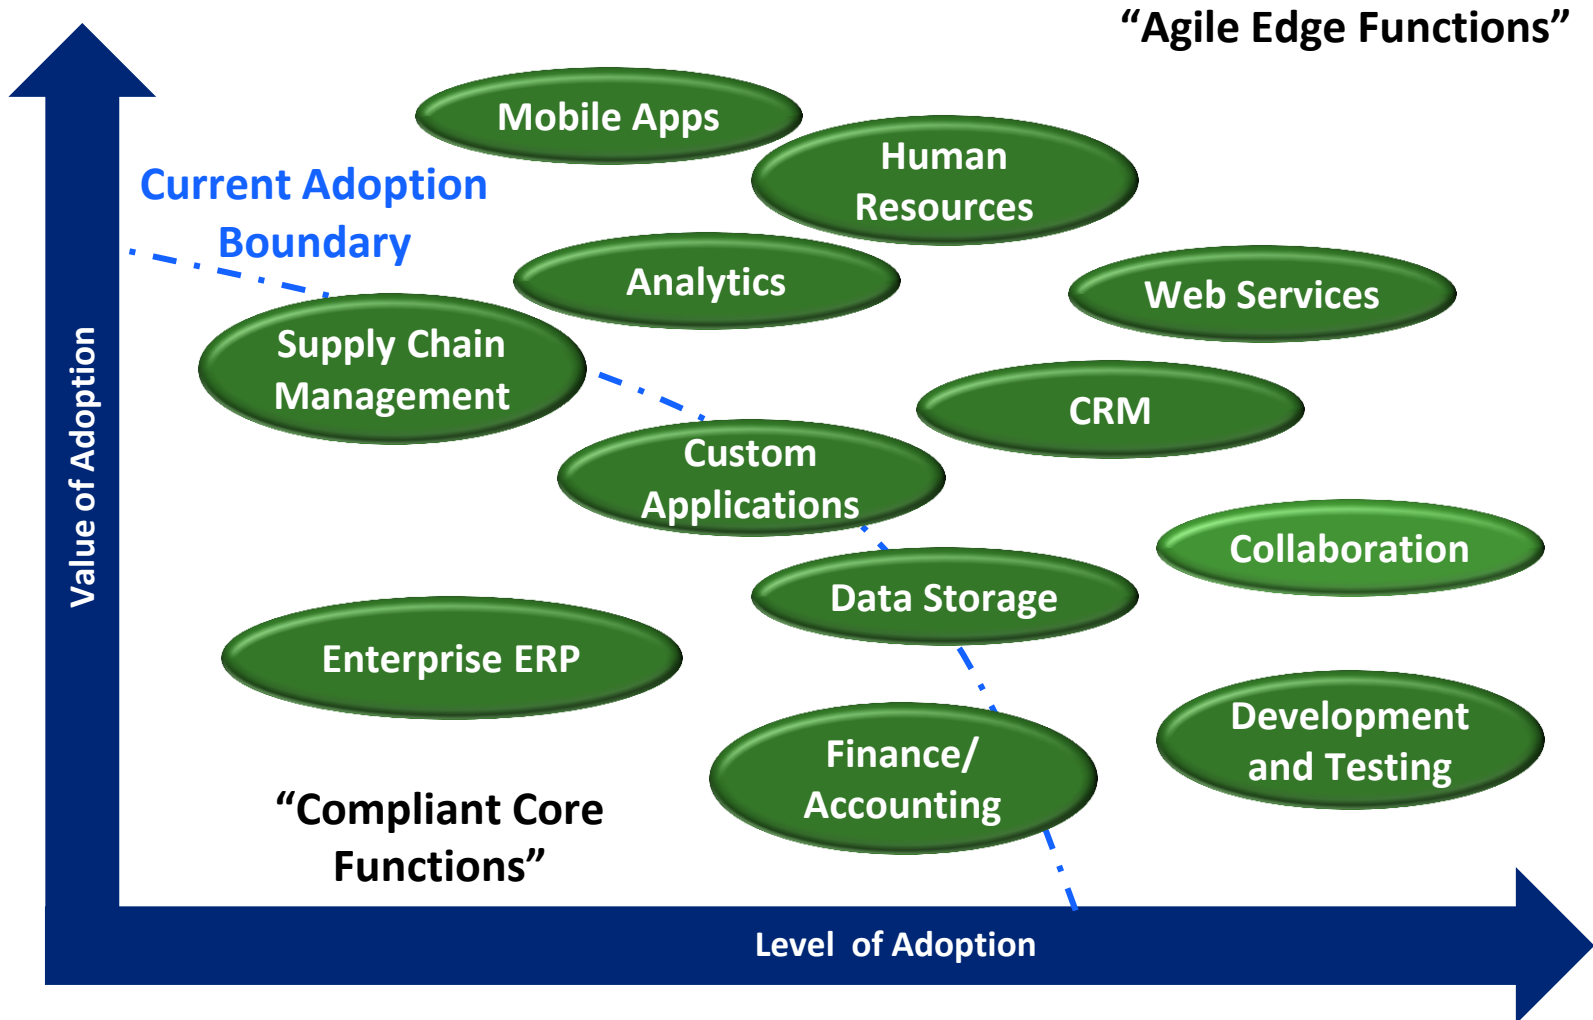 “Agile Edge Functions”
Mobile Apps
Human
Resources
Current Adoption
Boundary
Analytics
Web Services
Supply Chain
Management
CRM
Custom
Applications
Collaboration
Data Storage
Enterprise ERP
Development
and Testing
Finance/
Accounting
“Compliant Core
Functions”
Value of Adoption
Level  of Adoption